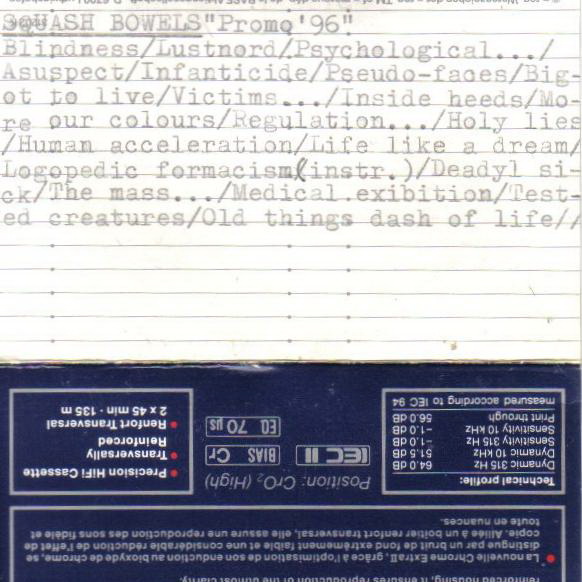 SQUASH BOWELS"Promo '96"
Blindness/Lustnord/Psychological.../
Asuspect/Infanticide/Pseudo-faoes/Big-
ot to live/Victims.../Inside heeds/Mo-
re our colours/Regulation.../Holy lies
/Human acceleration/Life like a dream/
Logopedic formacism(instr.)/Deadyl si-
ck/The mass.../Medical exibition/Test-
ed creatures/Old things dash of life//
Technical profile:
Dynamic 315 Hz 64.0 dB
Dynamic 10 kHz 51.5 dB
Sensitivity 315 Hz -1.0 dB
Sensitivity 10 kHz -1.0 dB
Print through 56.0 dB
measured according to IEC 94
Position: CrO2 (High)
IEC II BIAS Cr
EQ 70 µs
Precision HiFi Cassette
Transversally
Reinforced
Renfort Transversal
2 x 45 min · 135 m
La nouvelle Chrome Extra II, grâce à l'optimisation de son enduction au bioxyde de chrome, se
distingue par un bruit de fond extrêmement faible et une considérable réduction de l'effet de
copie. Alliée à un boîtier renfort transversal, elle assure une reproduction des sons fidèle et
toute en nuances.
reinforced housing, it ensures reproduction of the utmost clarity.